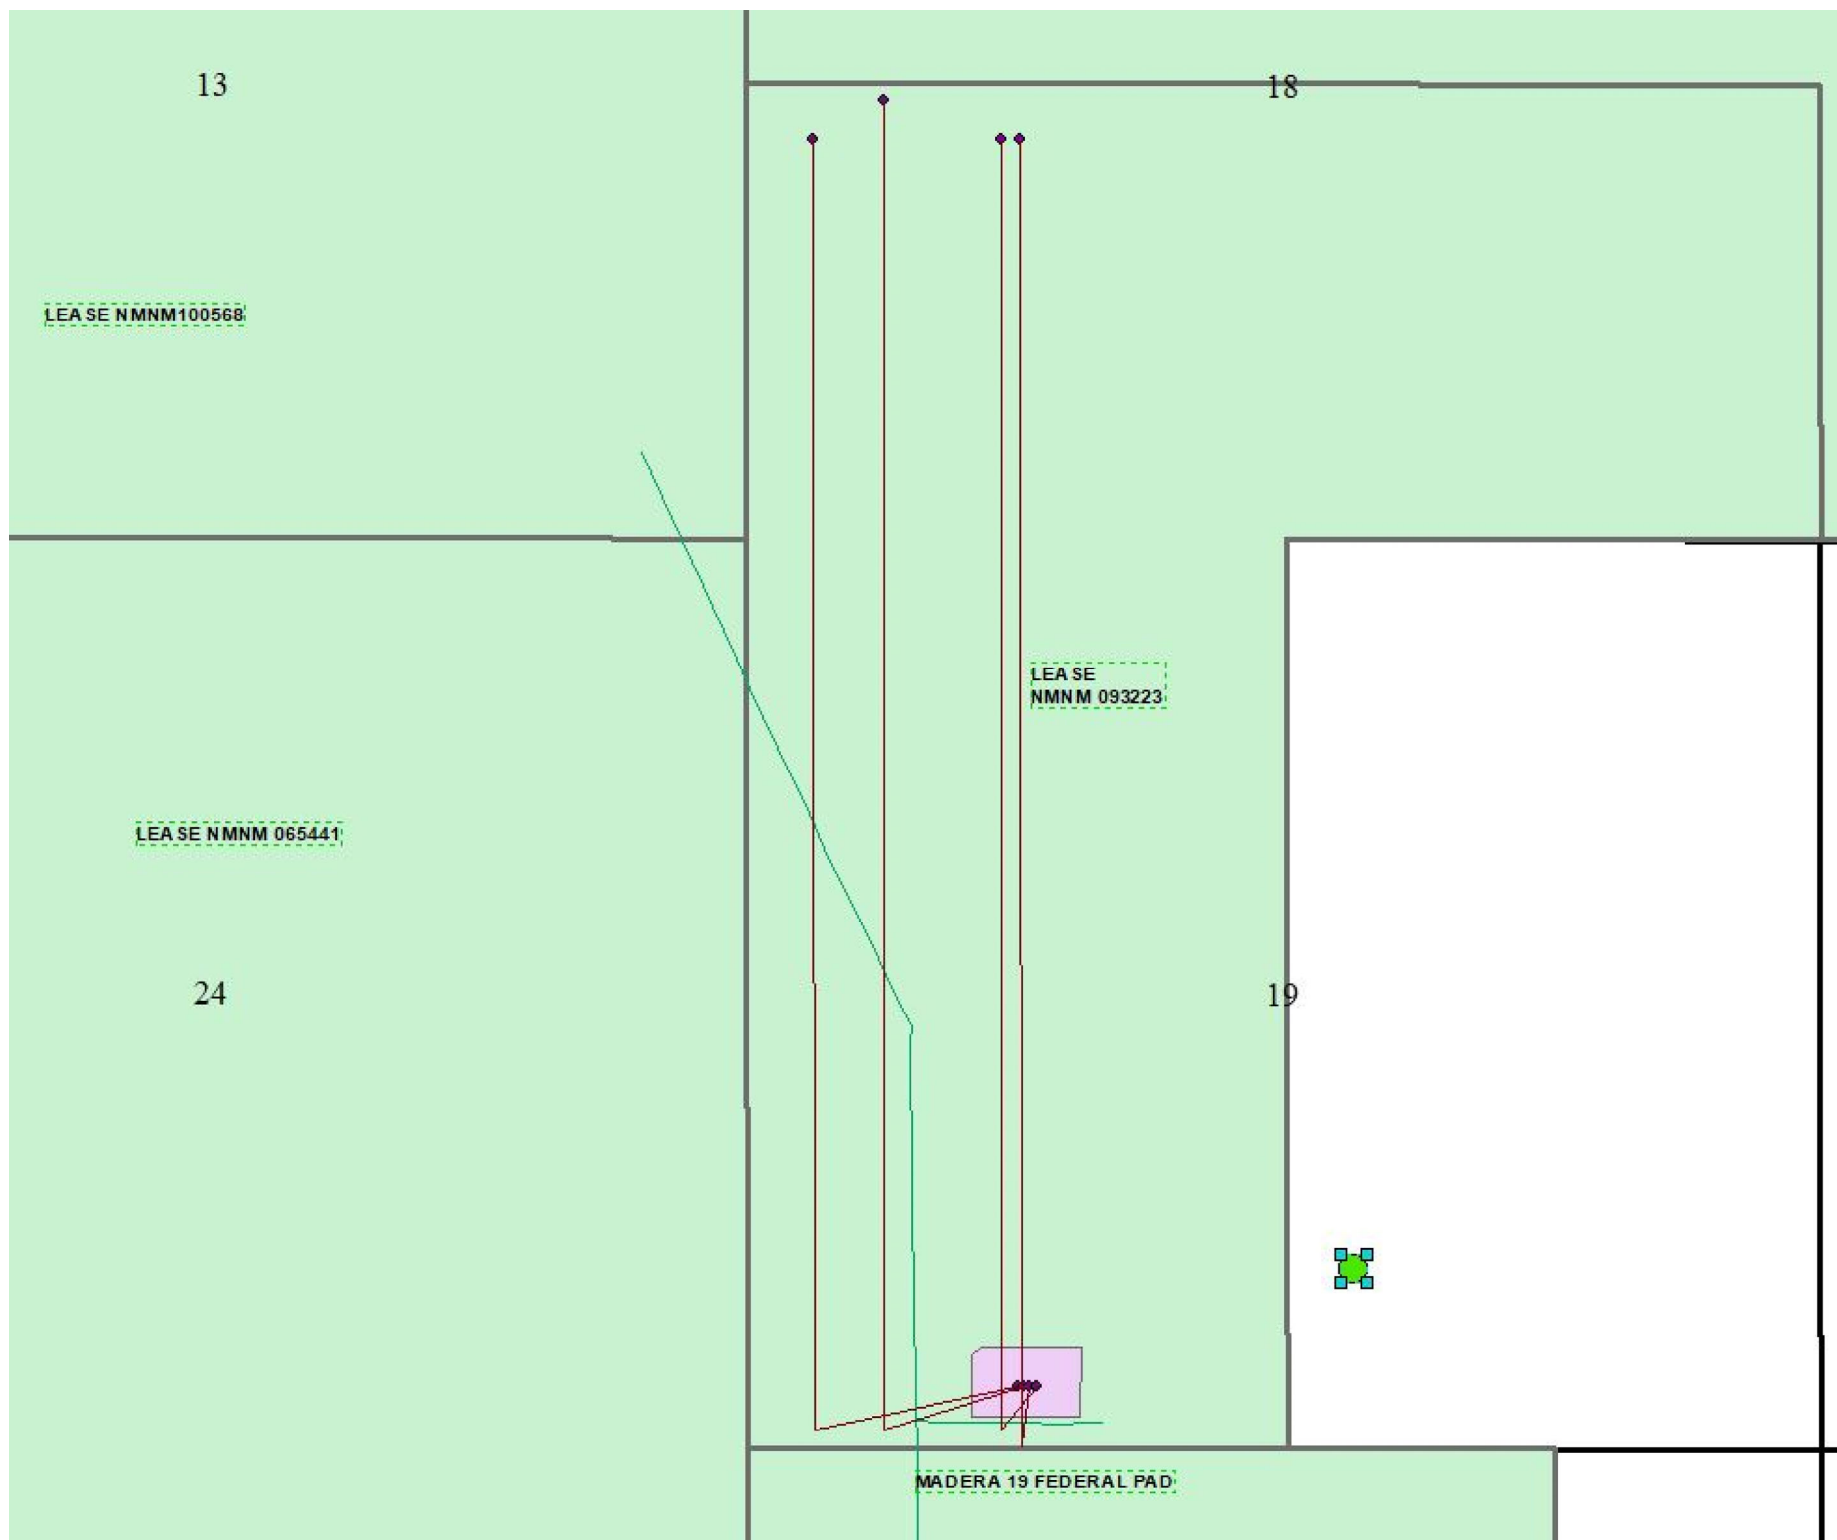 13
18
LEASE NMNM100568
LEASE
NMNM 093223
LEASE NMNM 065441
24
19
MADERA 19 FEDERAL PAD